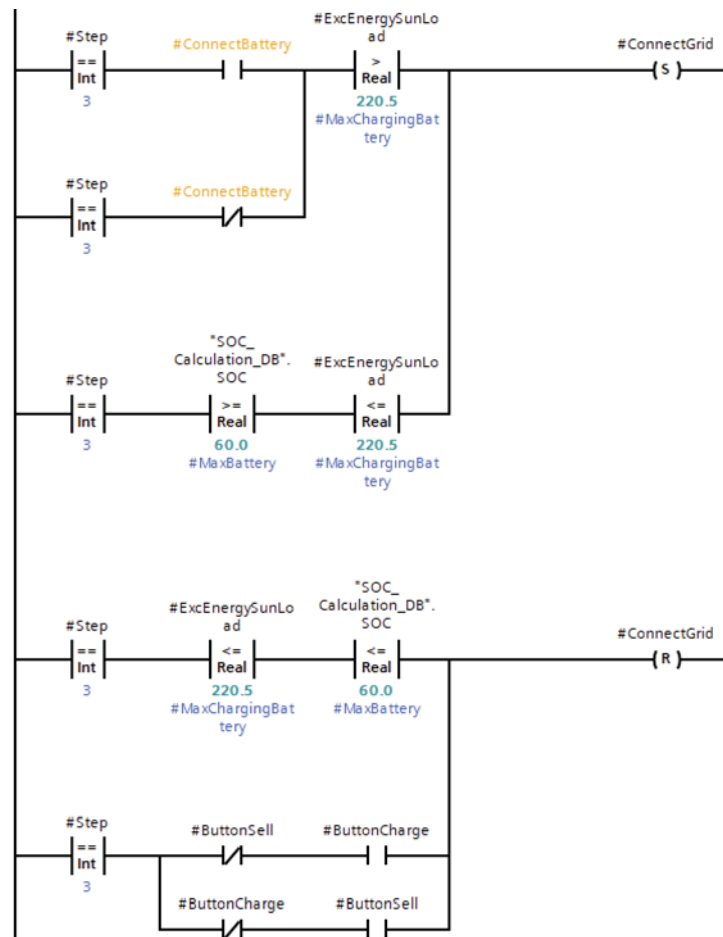 #ExcEnergySunLo
ad
#Step
#ConnectBattery
#ConnectGrid
==
Int
>
Real
S
3
220.5
#MaxChargingBat
tery
#Step
#ConnectBattery
==
Int
3
"SOC_
Calculation_DB".
SOC
#ExcEnergySunLo
ad
#Step
==
Int
>=
Real
<=
Real
3
60.0
#MaxBattery
220.5
#MaxChargingBat
tery
"SOC_
Calculation_DB".
SOC
#ExcEnergySunLo
ad
#Step
#ConnectGrid
==
Int
<=
Real
<=
Real
R
3
220.5
#MaxChargingBat
tery
60.0
#MaxBattery
#Step
#ButtonSell
#ButtonCharge
==
Int
3
#ButtonCharge
#ButtonSell